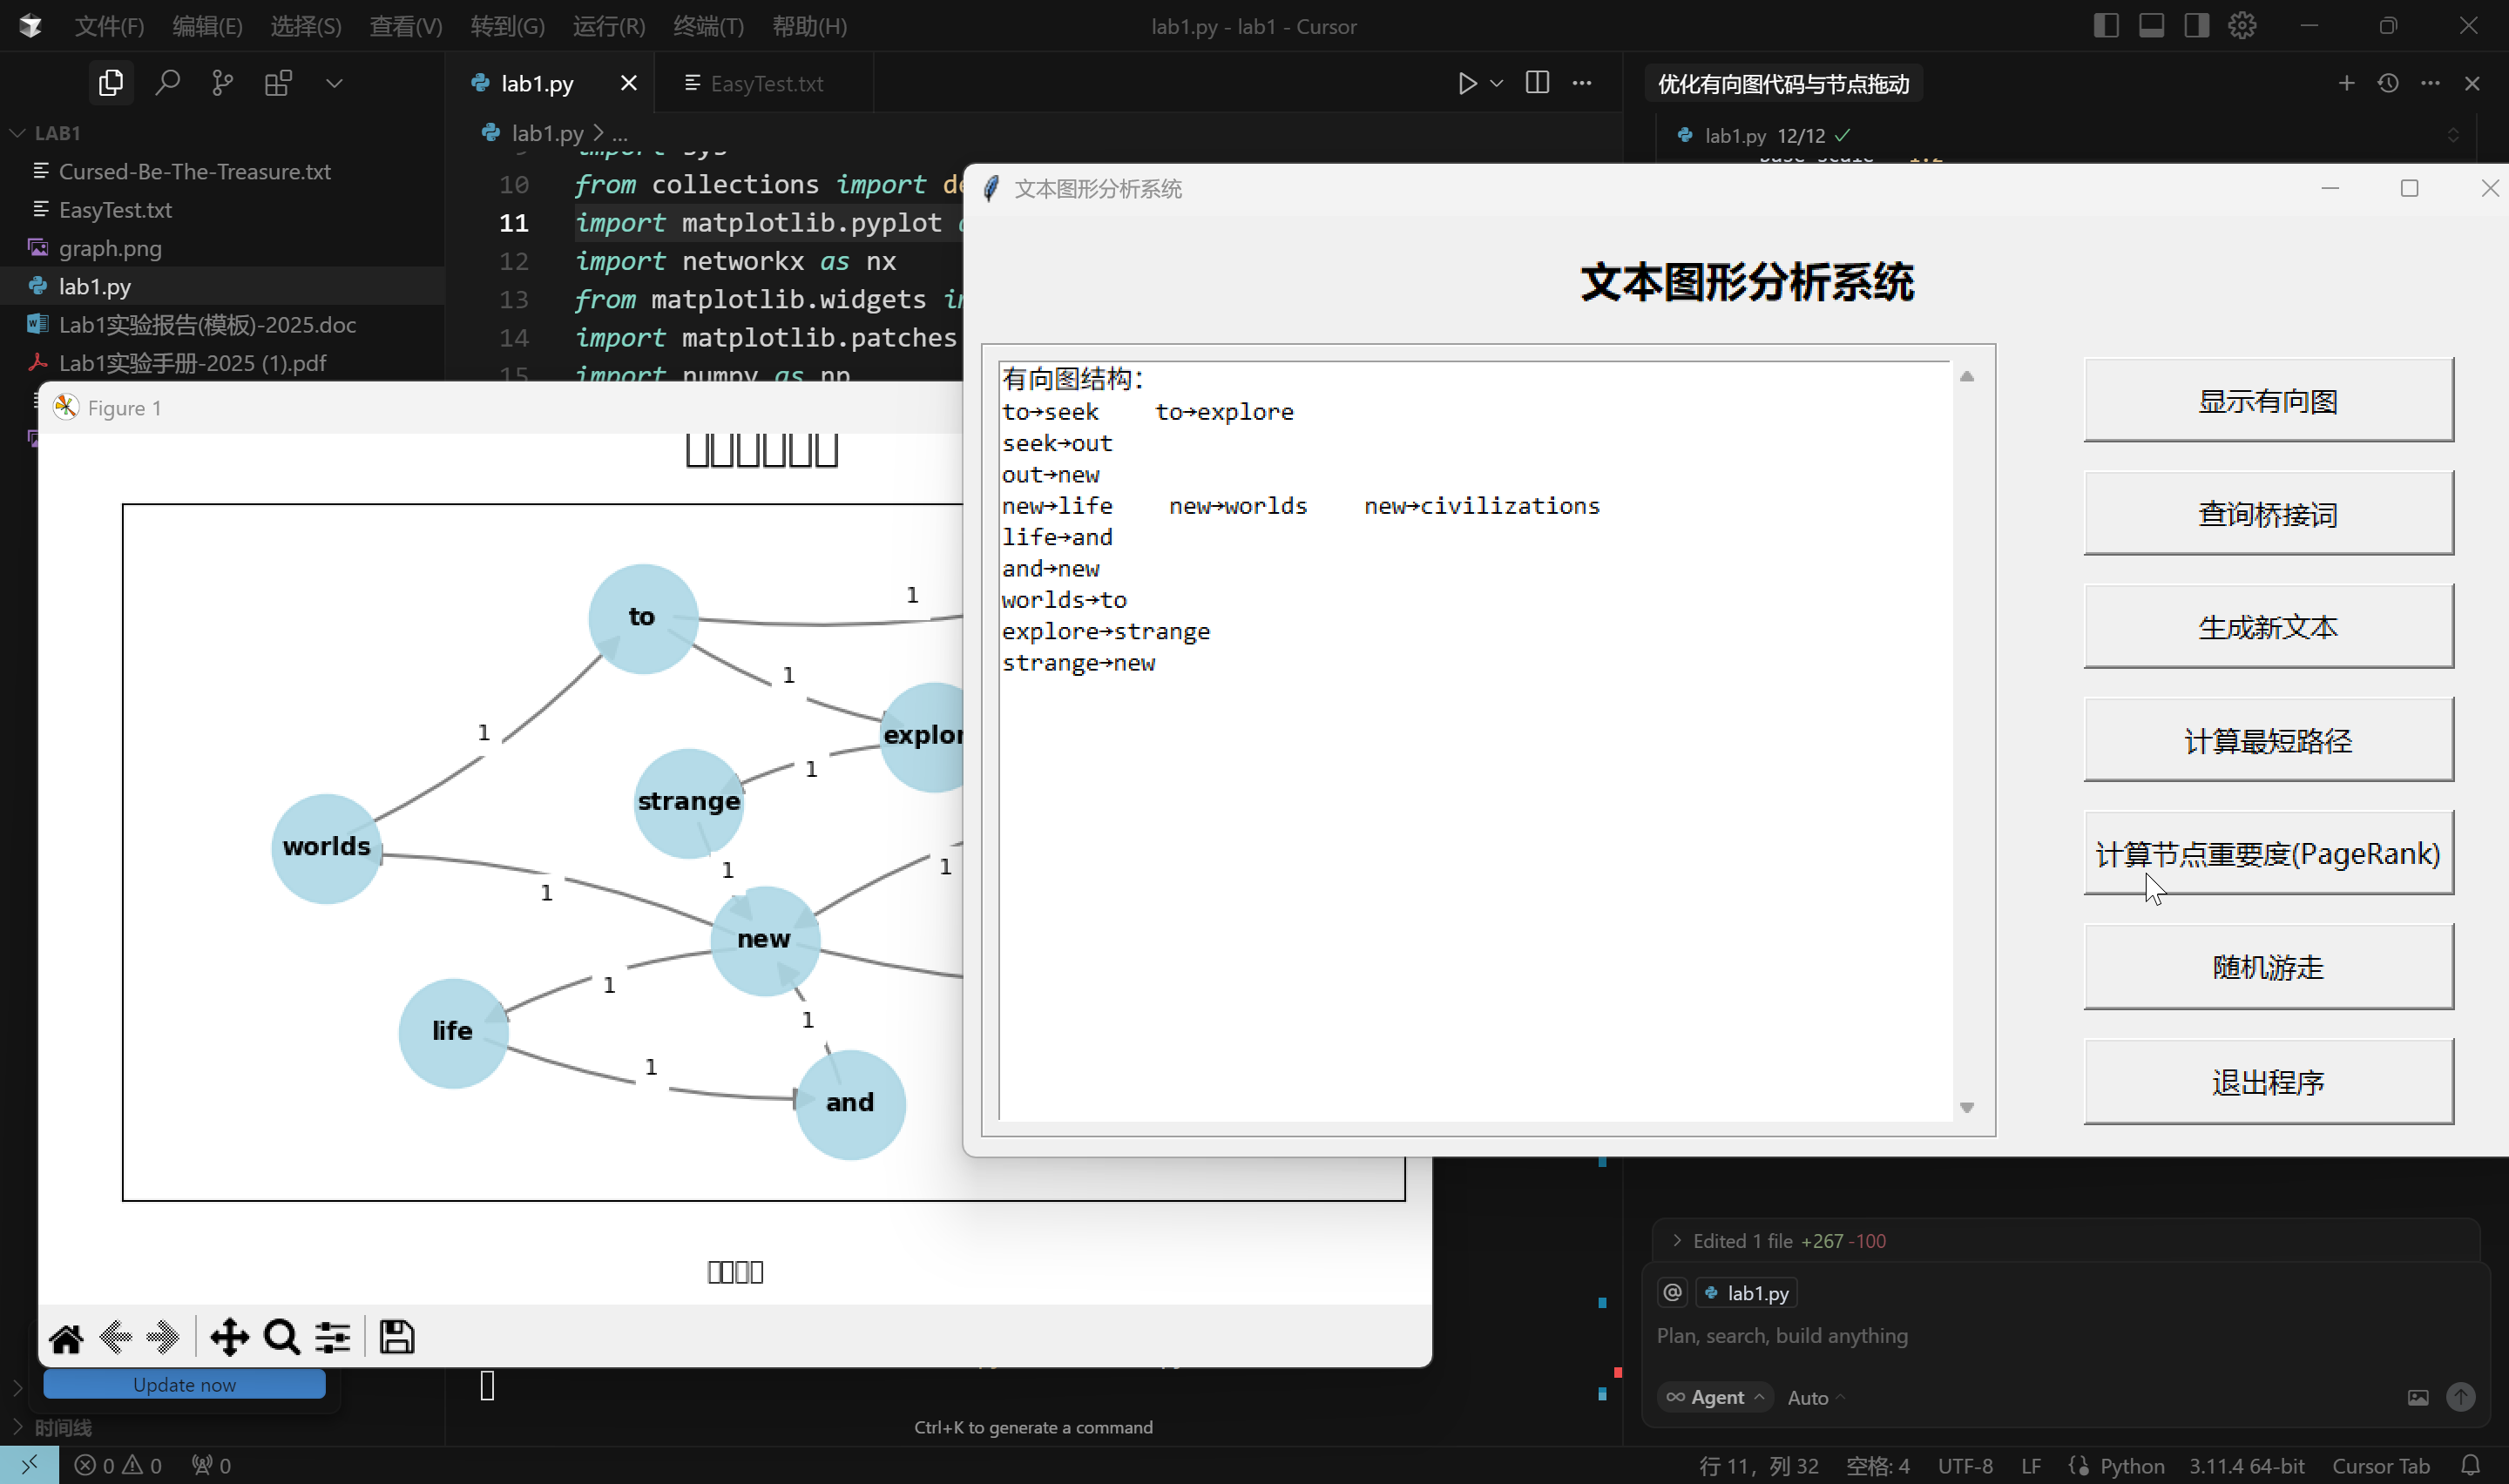 文件(F) 编辑(E) 选择(S) 查看(V) 转到(G) 运行(R) 终端(T) 帮助(H)
lab1.py - lab1 - Cursor
LAB1
Cursed-Be-The-Treasure.txt
EasyTest.txt
graph.png
lab1.py
Lab1实验报告(模板)-2025.doc
Lab1实验手册-2025 (1).pdf
lab1.py
EasyTest.txt
lab1.py > ...
import sys
10 from collections import de
11 import matplotlib.pyplot
12 import networkx as nx
13 from matplotlib.widgets
14 import matplotlib.patches
15 import numpy as np
优化有向图代码与节点拖动
lab1.py 12/12
文本图形分析系统
文本图形分析系统
有向图结构:
to→seek to→explore
seek→out
out→new
new→life new→worlds new→civilizations
life→and
and→new
worlds→to
explore→strange
strange→new
显示有向图
查询桥接词
生成新文本
计算最短路径
计算节点重要度(PageRank)
随机游走
退出程序
Figure 1
to
1
1
explor
1
strange
1
worlds
1
1
1
new
1
life
1
1
and
Update now
时间线
Ctrl+K to generate a command
Edited 1 file +267 -100
@ lab1.py
Plan, search, build anything
∞ Agent Auto
0 0 0
行 11，列 32 空格: 4 UTF-8 LF Python 3.11.4 64-bit Cursor Tab